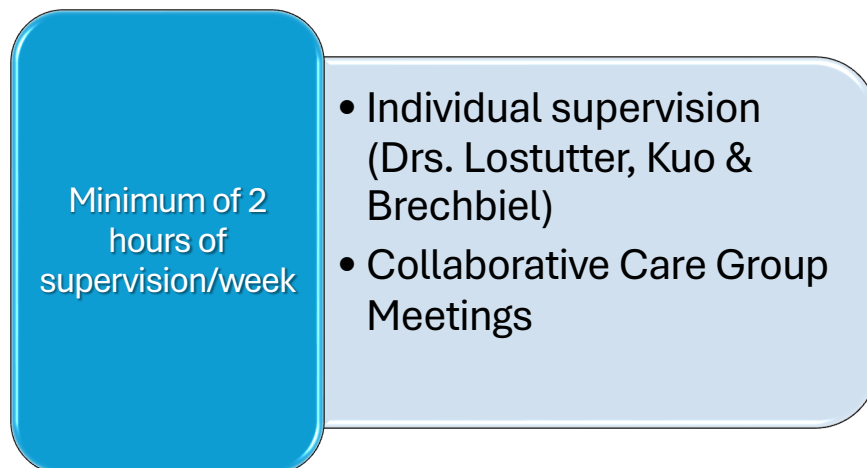 Minimum of 2
hours of
supervision/week
• Individual supervision
(Drs. Lostutter, Kuo &
Brechbiel)
• Collaborative Care Group
Meetings